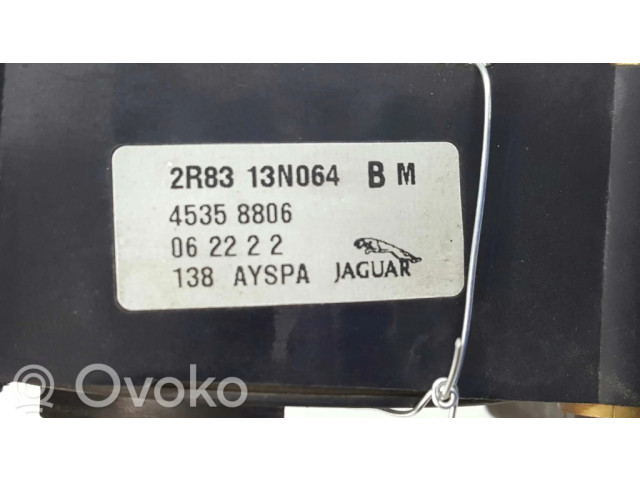 2R83 13N064 B M
4535 8806
06 22 2 2
138 AYSPA JAGUAR
Ovoko